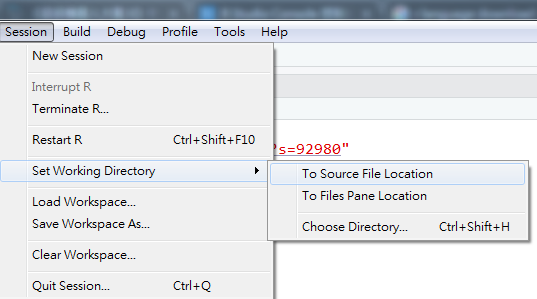 Session Build Debug Profile Tools Help
New Session
Interrupt R
Terminate R...
Restart R Ctrl+Shift+F10
?s=92980"
Set Working Directory
To Source File Location
To Files Pane Location
Choose Directory... Ctrl+Shift+H
Load Workspace...
Save Workspace As...
Clear Workspace...
Quit Session... Ctrl+Q